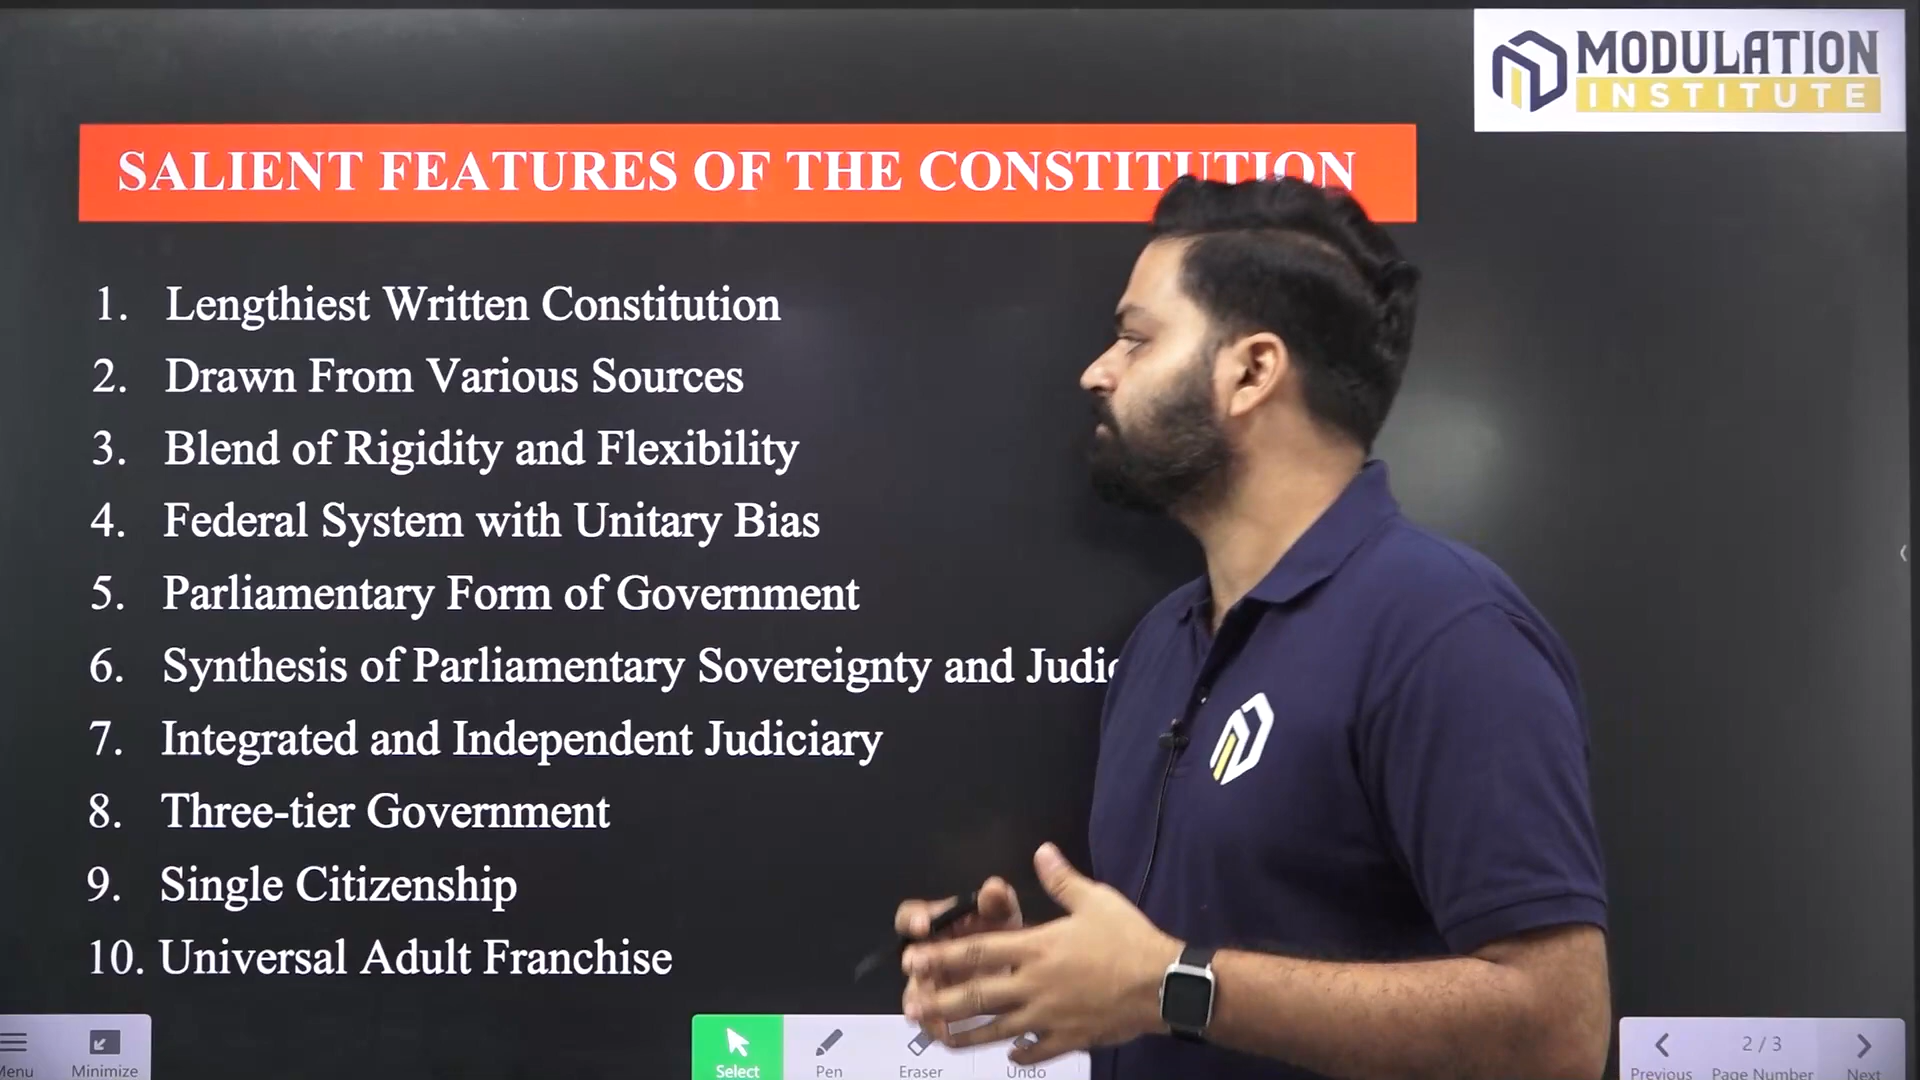 MODULATION
INSTITUTE
SALIENT FEATURES OF THE CONSTITUTION
1. Lengthiest Written Constitution
2. Drawn From Various Sources
3. Blend of Rigidity and Flexibility
4. Federal System with Unitary Bias
5. Parliamentary Form of Government
6. Synthesis of Parliamentary Sovereignty and
7. Integrated and Independent Judiciary
8. Three-tier Government
9. Single Citizenship
10. Universal Adult Franchise
Menu Minimize Select Pen Eraser Undo Previous 2 / 3 Page Number Next